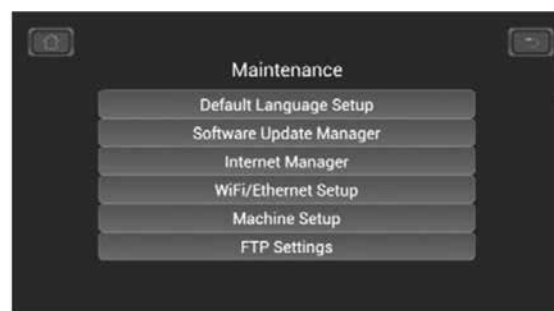 Maintenance
Default Language Setup
Software Update Manager
Internet Manager
WiFi/Ethernet Setup
Machine Setup
FTP Settings